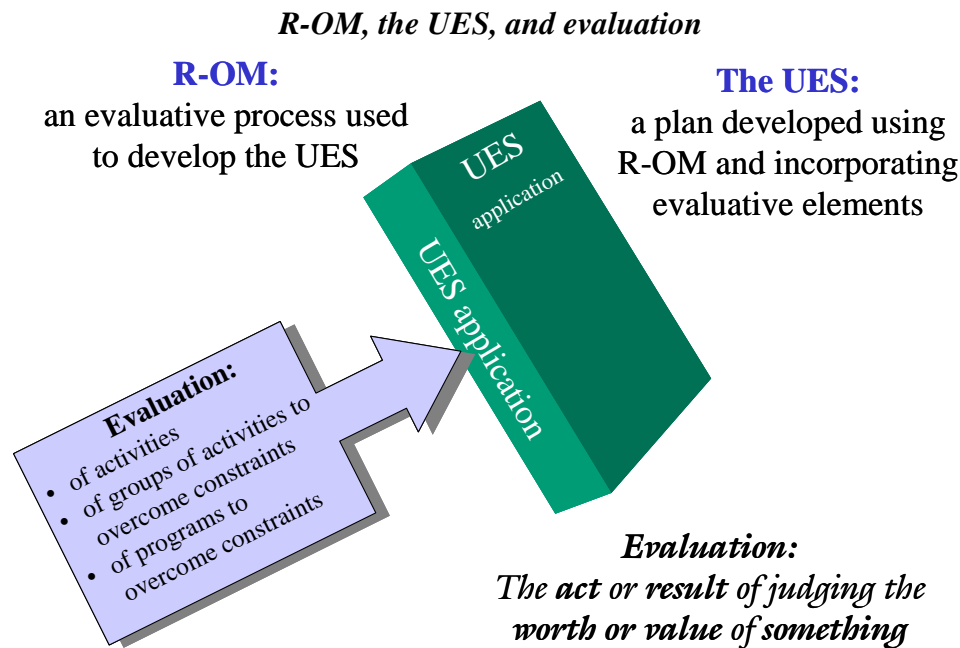 R-OM, the UES, and evaluation
R-OM:
an evaluative process used
to develop the UES
The UES:
a plan developed using
R-OM and incorporating
evaluative elements
UES
application
UES application
Evaluation:
• of activities
• of groups of activities to
overcome constraints
• of programs to
overcome constraints
Evaluation:
The act or result of judging the
worth or value of something